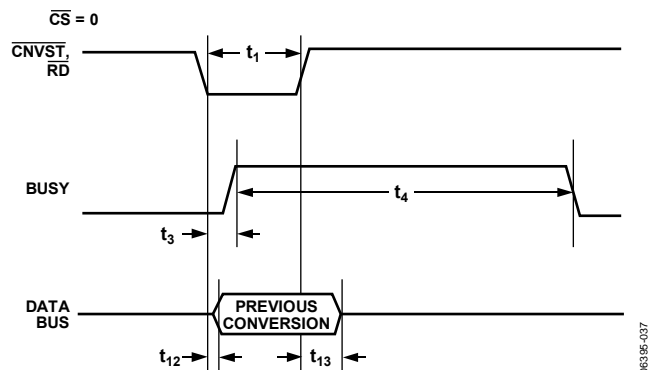 CS = 0
CNVST,
RD
t1
BUSY
t4
t3
DATA
BUS
PREVIOUS
CONVERSION
t12
t13
06395-037